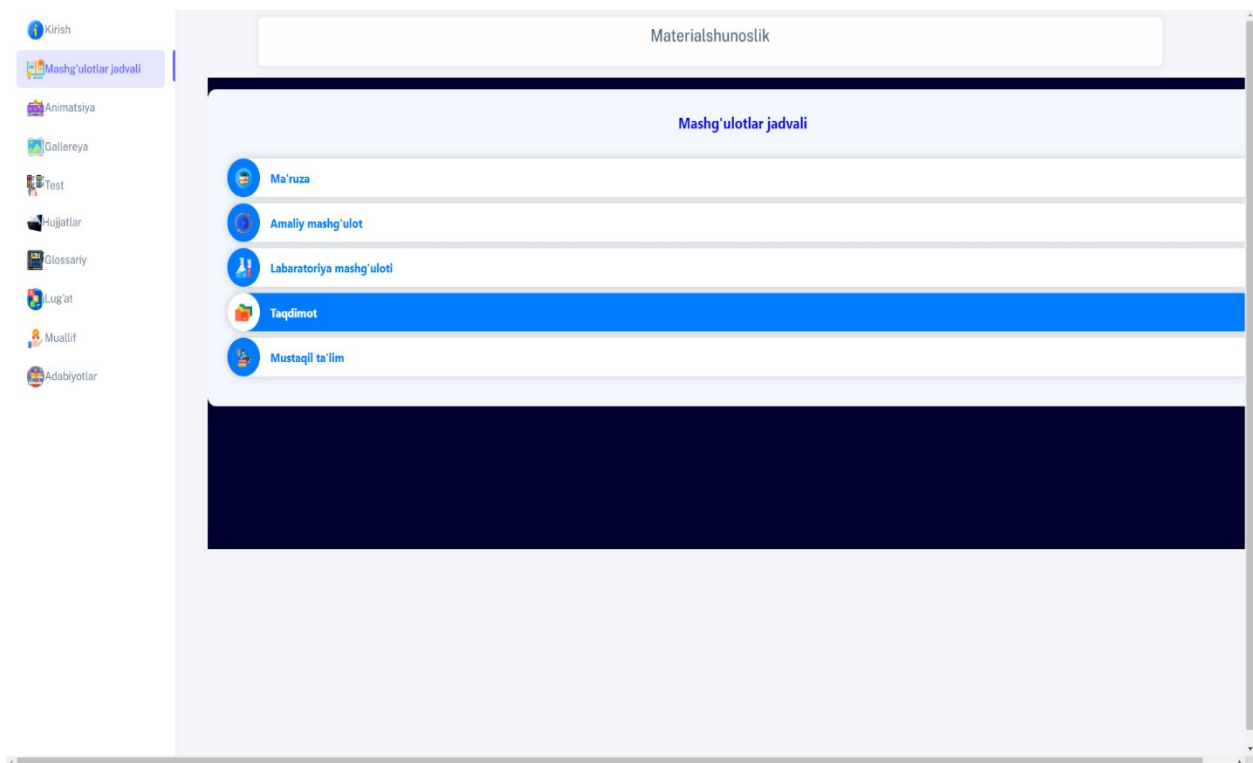 Kirish
Mashg'ulotlar jadvali
Animatsiya
Gallereya
Test
Hujjatlar
Glossariy
Lug'at
Muallif
Adabiyotlar
Materialshunoslik
Mashg'ulotlar jadvali
Ma'ruza
Amaliy mashg'ulot
Labaratoriya mashg'uloti
Taqdimot
Mustaqil ta'lim